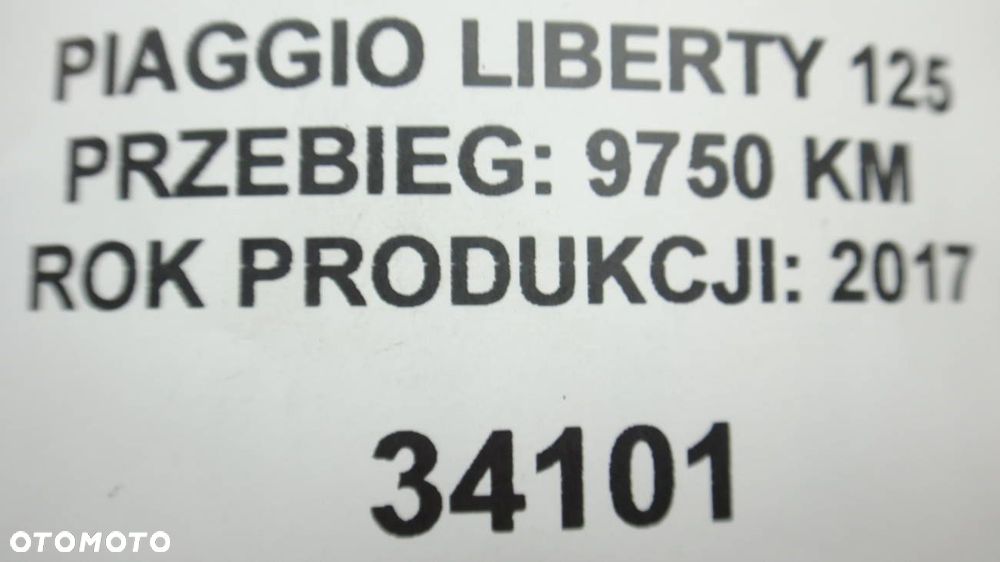 PIAGGIO LIBERTY 125
PRZEBIEG: 9750 KM
ROK PRODUKCJI: 2017
34101
OTOMOTO